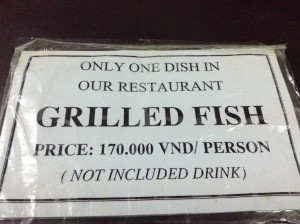 ONLY ONE DISH IN
OUR RESTAURANT
GRILLED FISH
PRICE: 170.000 VND/ PERSON
( NOT INCLUDED DRINK)